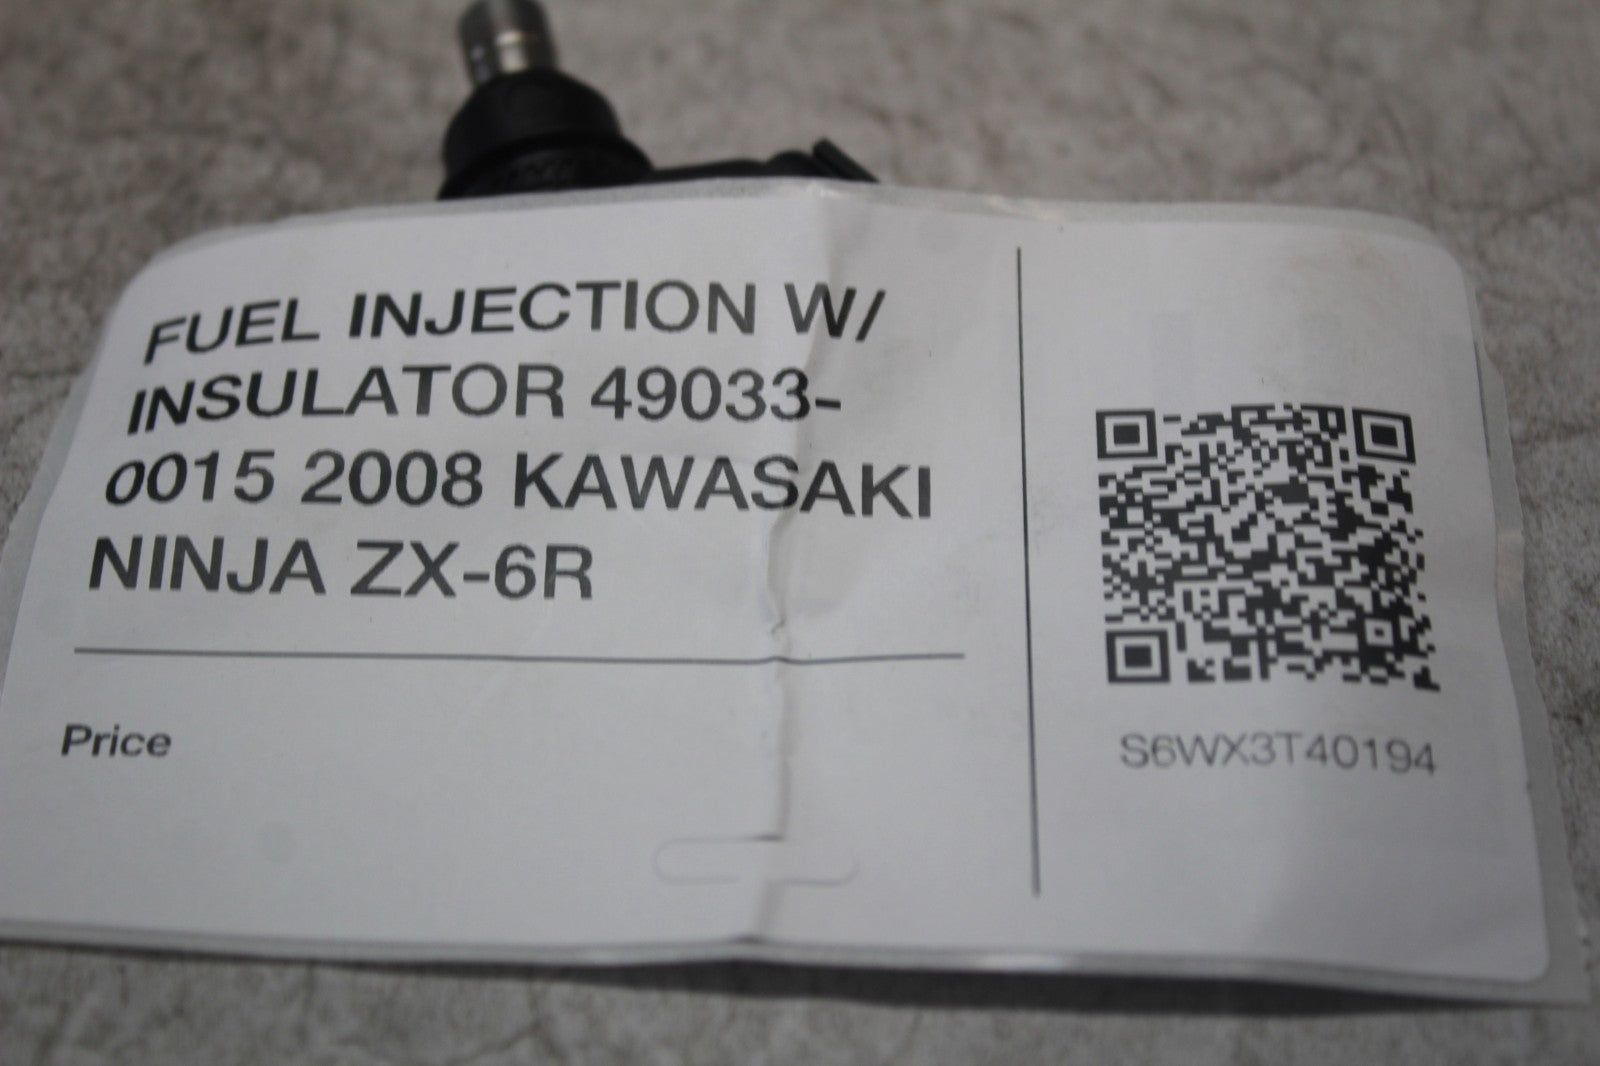 FUEL INJECTION W/
INSULATOR 49033-
0015 2008 KAWASAKI
NINJA ZX-6R
Price
S6WX3T40194